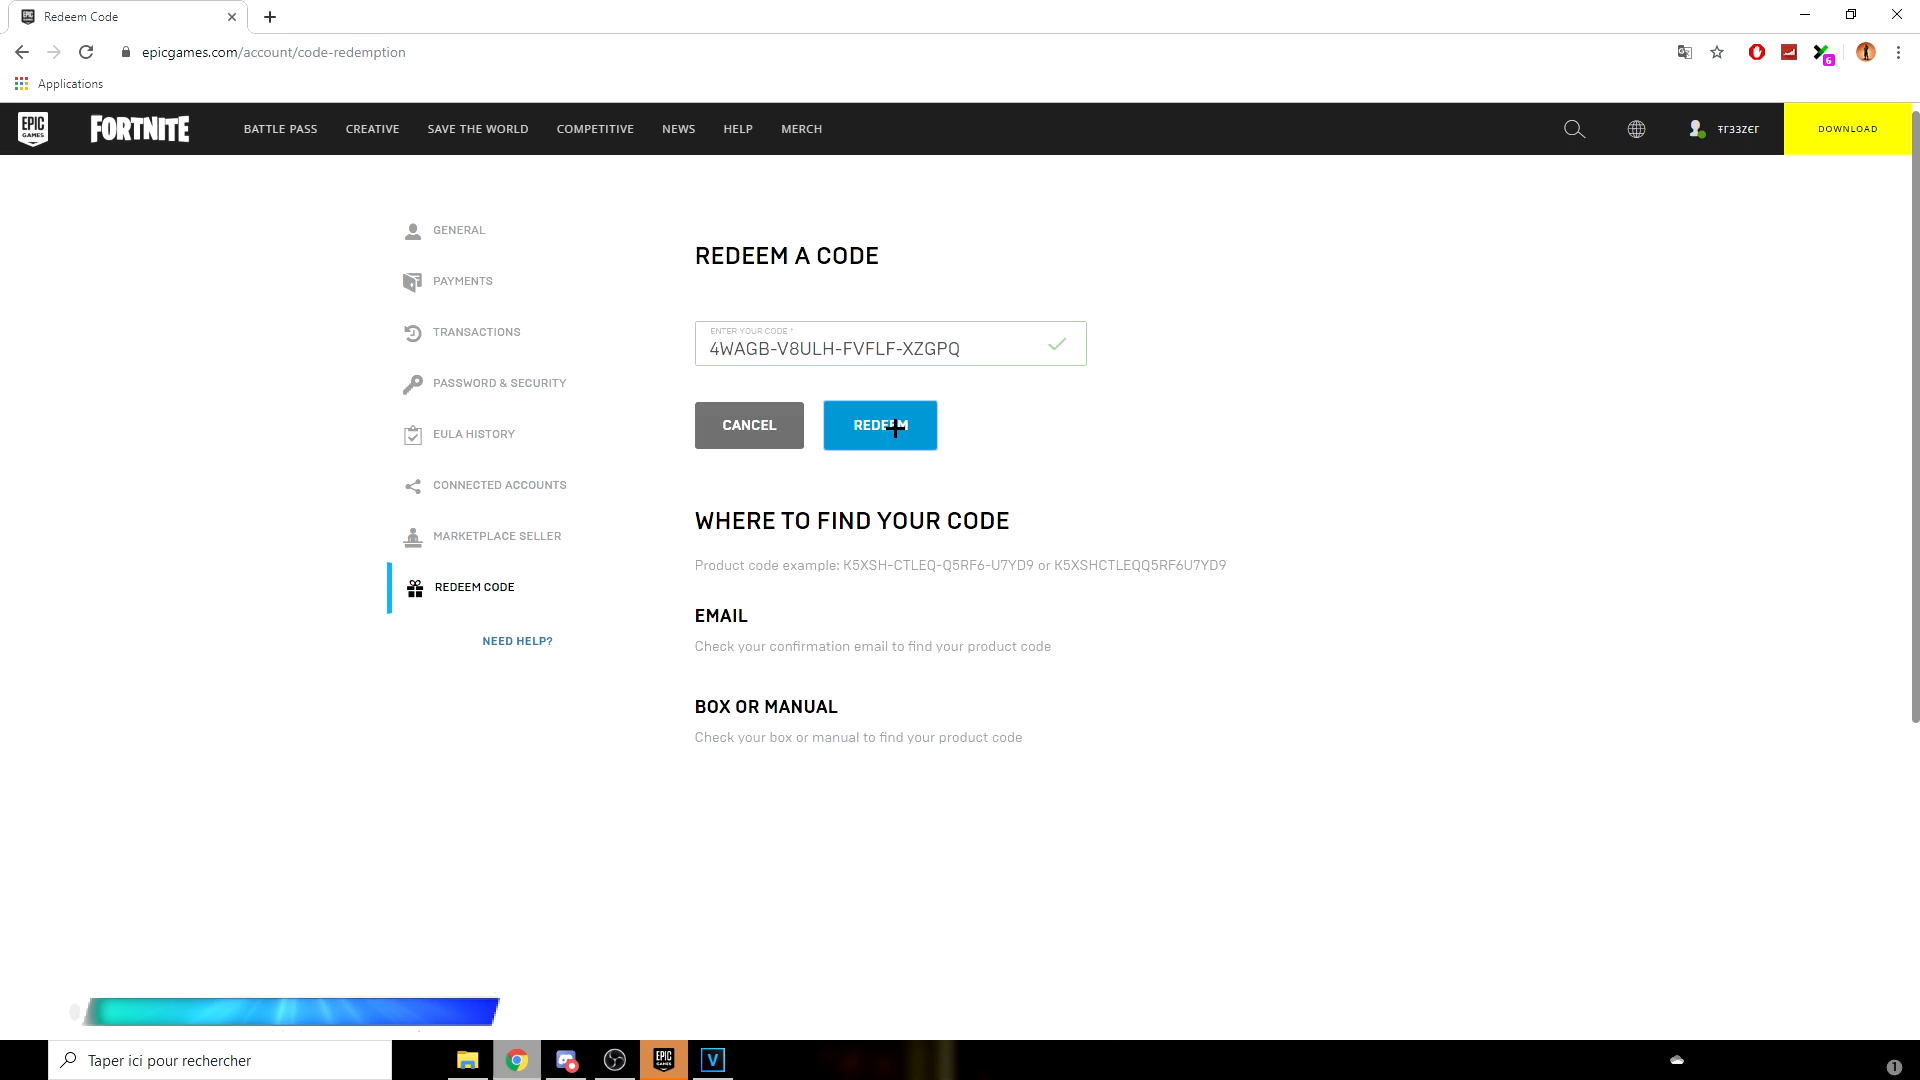 Redeem Code
epicgames.com/account/code-redemption
6
Applications
EPIC GAMES
FORTNITE
BATTLE PASS
CREATIVE
SAVE THE WORLD
COMPETITIVE
NEWS
HELP
MERCH
ŦГ33ZЄГ
DOWNLOAD
GENERAL
PAYMENTS
TRANSACTIONS
PASSWORD & SECURITY
EULA HISTORY
CONNECTED ACCOUNTS
MARKETPLACE SELLER
REDEEM CODE
NEED HELP?
REDEEM A CODE
ENTER YOUR CODE *
4WAGB-V8ULH-FVFLF-XZGPQ
CANCEL
REDEEM
WHERE TO FIND YOUR CODE
Product code example: K5XSH-CTLEQ-Q5RF6-U7YD9 or K5XSHCTLEQQ5RF6U7YD9
EMAIL
Check your confirmation email to find your product code
BOX OR MANUAL
Check your box or manual to find your product code
Taper ici pour rechercher
EPIC GAMES
V
1